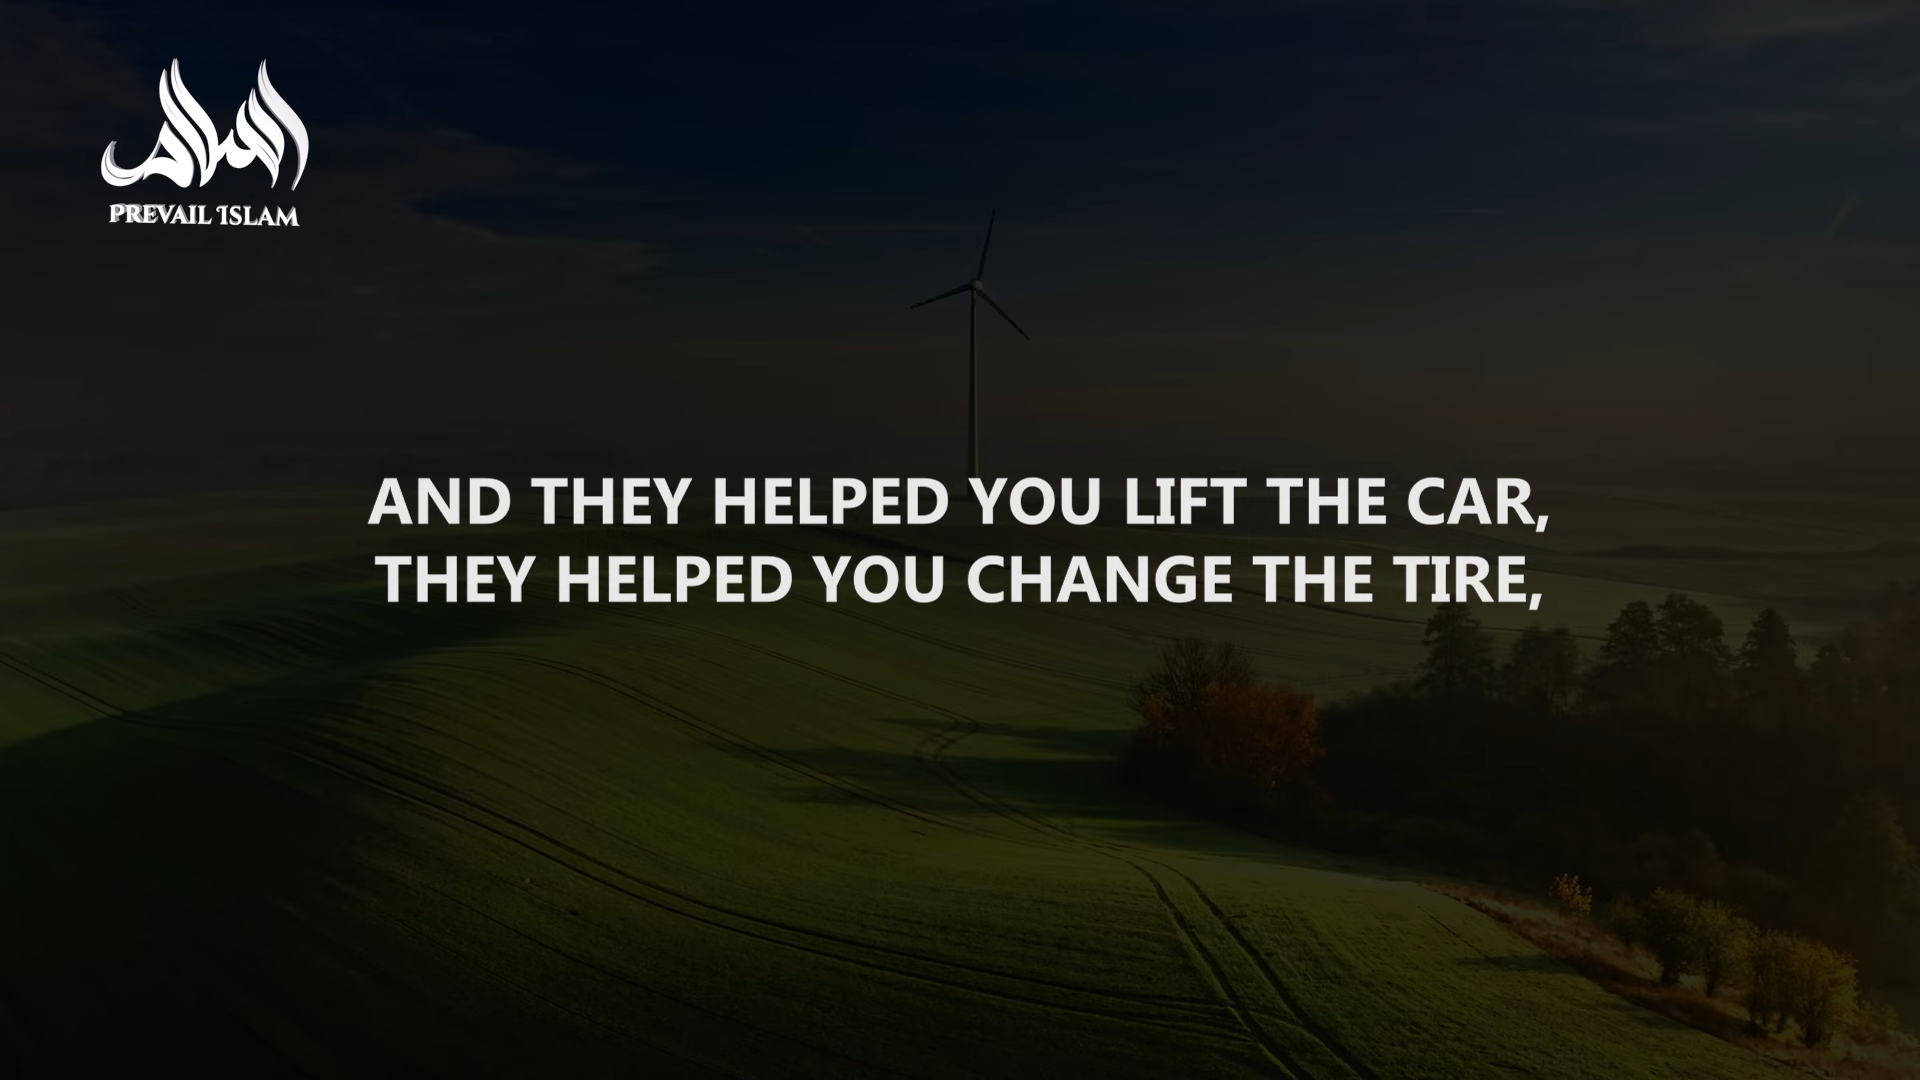 PREVAIL ISLAM
AND THEY HELPED YOU LIFT THE CAR,
THEY HELPED YOU CHANGE THE TIRE,